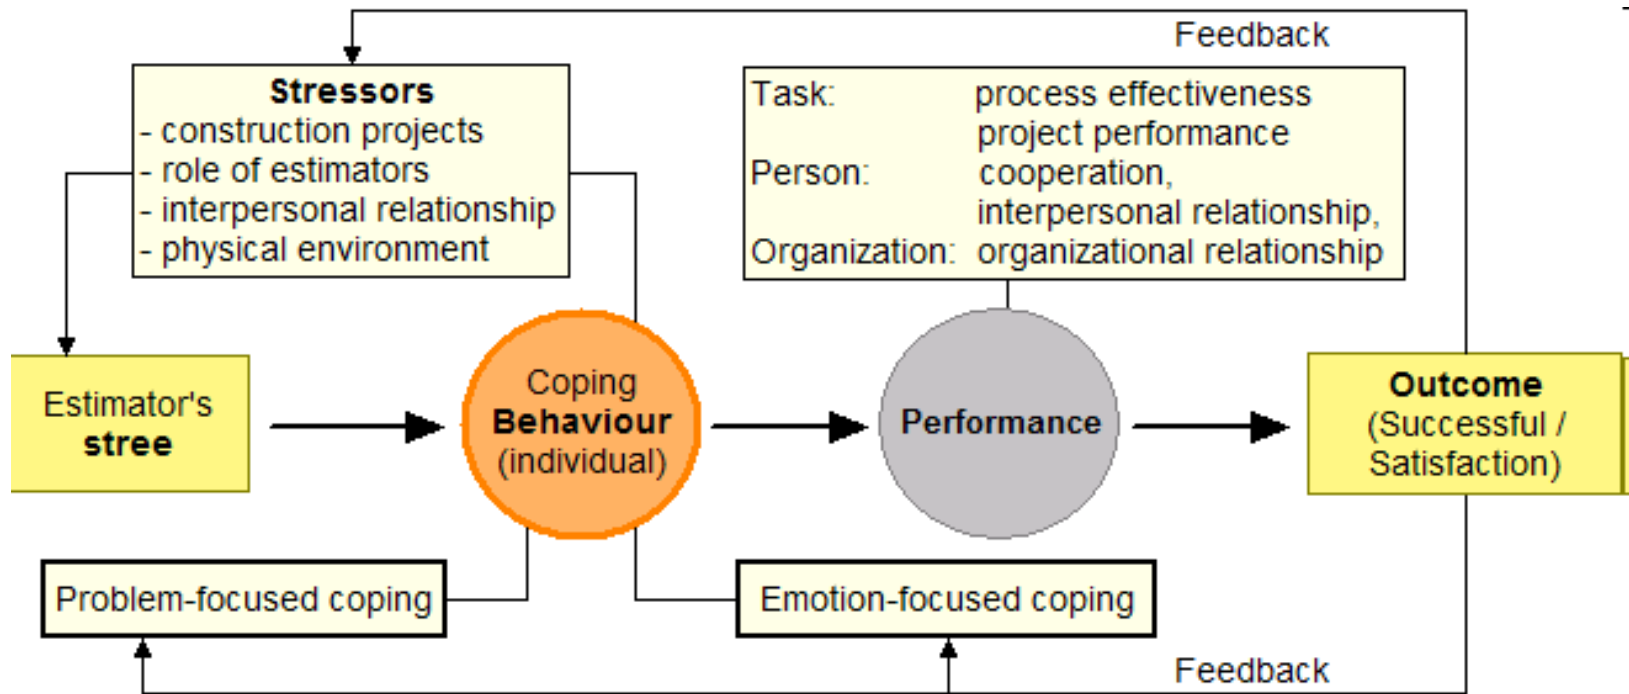 Feedback
Stressors
- construction projects
- role of estimators
- interpersonal relationship
- physical environment
Task: process effectiveness
project performance
Person: cooperation,
interpersonal relationship,
Organization: organizational relationship
Estimator's
stree
Coping
Behaviour
(individual)
Performance
Outcome
(Successful /
Satisfaction)
Problem-focused coping
Emotion-focused coping
Feedback